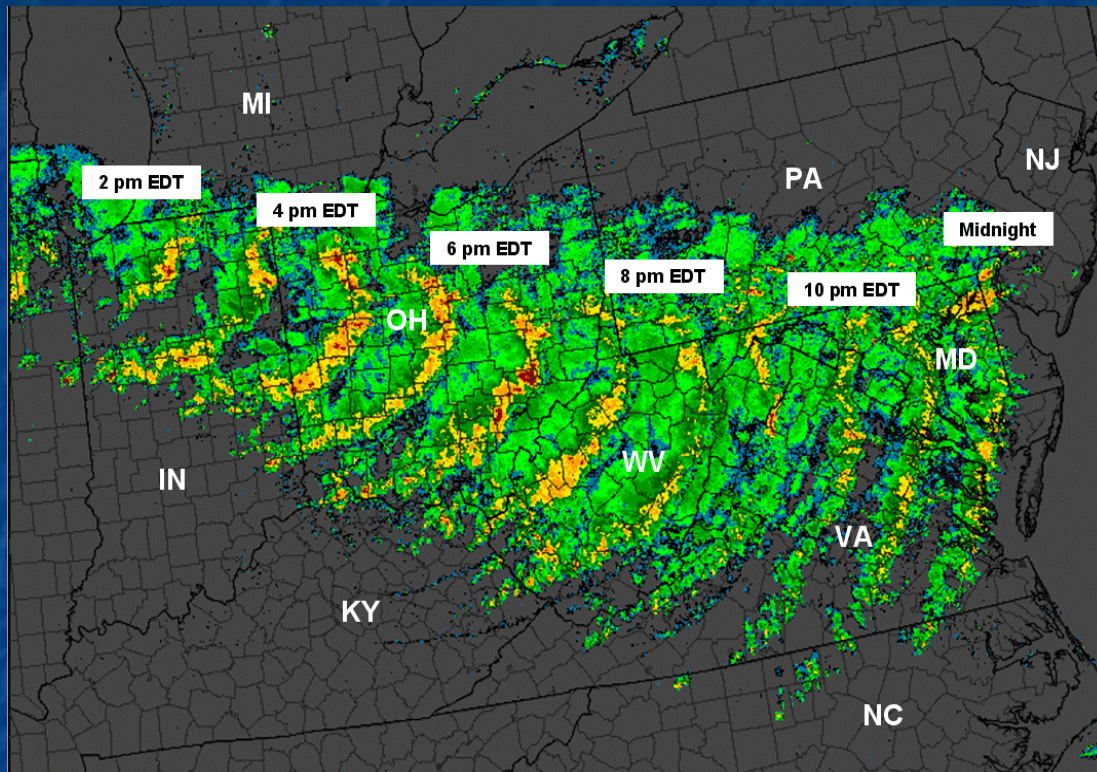 MI
NJ
PA
2 pm EDT
4 pm EDT
Midnight
6 pm EDT
8 pm EDT
10 pm EDT
OH
MD
WV
IN
VA
KY
NC